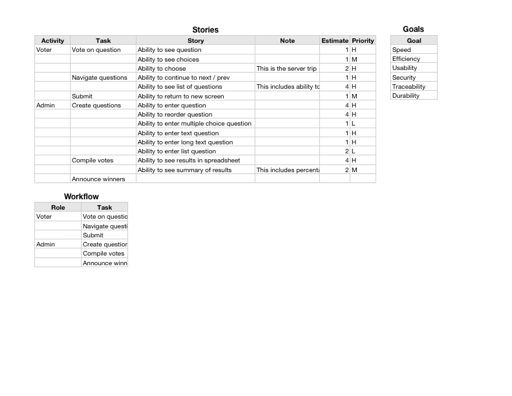 Stories
Activity Task Story Note Estimate Priority
Voter Vote on question Ability to see question 1 H
Ability to see choices 1 M
Ability to choose This is the server trip 2 H
Navigate questions Ability to continue to next / prev 1 H
Ability to see list of questions This includes ability to 4 H
Submit Ability to return to new screen 1 M
Admin Create questions Ability to enter question 4 H
Ability to reorder question 4 H
Ability to enter multiple choice question 1 L
Ability to enter text question 1 H
Ability to enter long text question 1 H
Ability to enter list question 2 L
Compile votes Ability to see results in spreadsheet 4 H
Ability to see summary of results This includes percenta 2 M
Announce winners
Goals
Goal
Speed
Efficiency
Usability
Security
Traceability
Durability
Workflow
Role Task
Voter Vote on questio
Navigate questi
Submit
Admin Create question
Compile votes
Announce winn